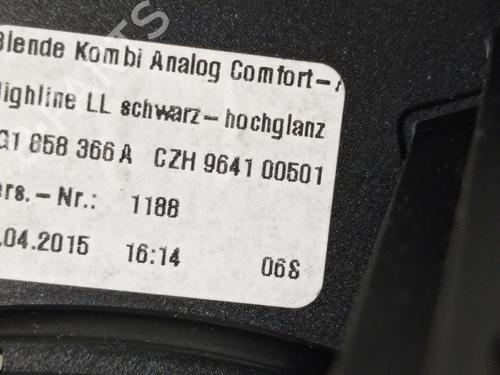 Blende Kombi Analog Comfort-
Highline LL schwarz-hochglanz
G1 858 366 A CZH 9641 00501
ers.-Nr.: 1188
.04.2015 16:14 068